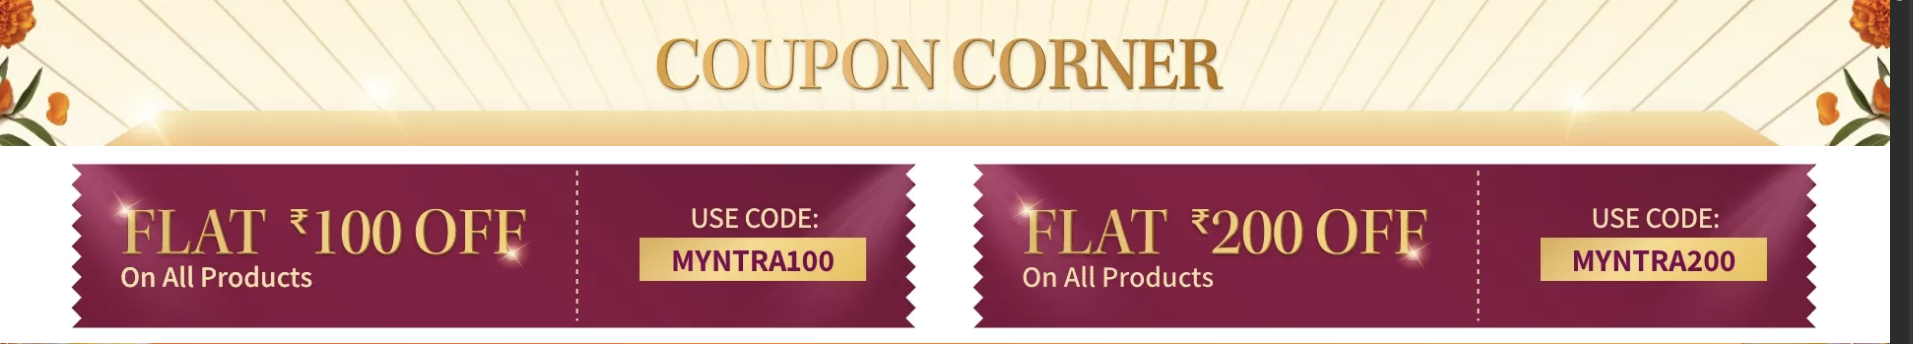 COUPON CORNER
FLAT ₹100 OFF
On All Products
USE CODE:
MYNTRA100
FLAT ₹200 OFF
On All Products
USE CODE:
MYNTRA200